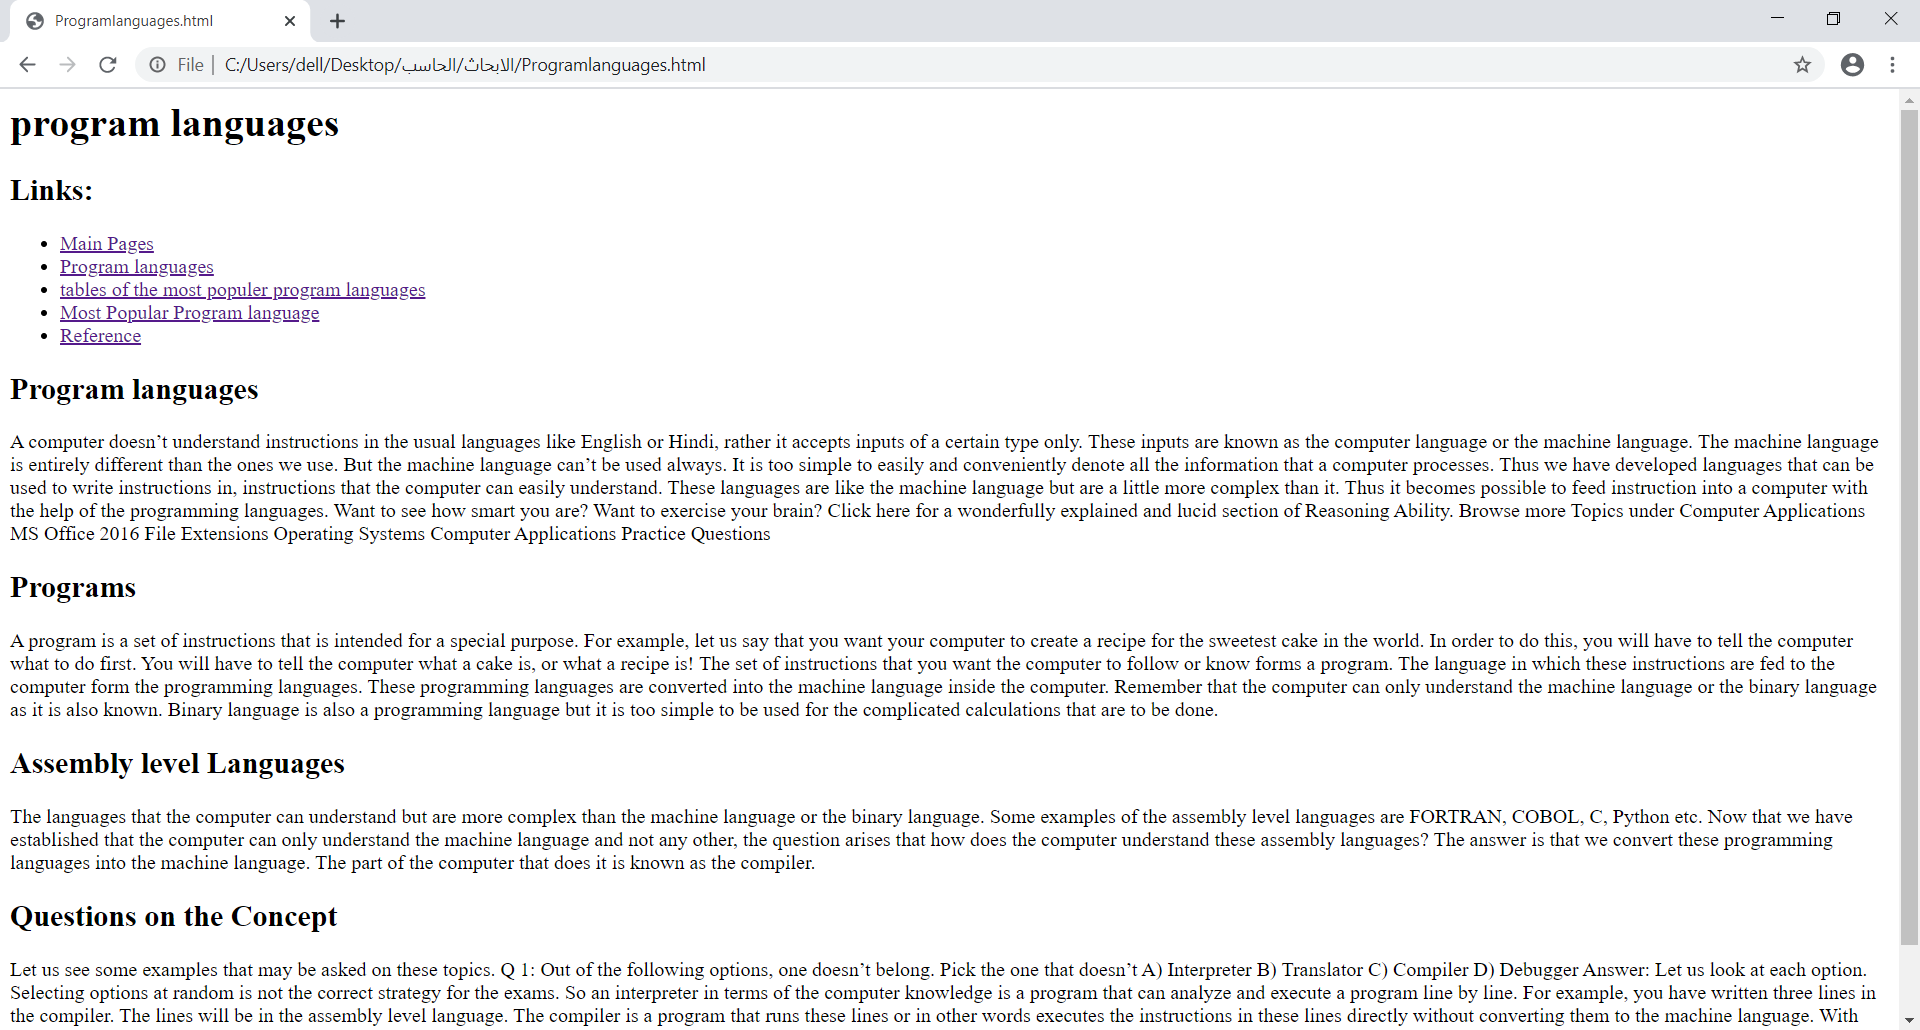 Programlanguages.html
File | C:/Users/dell/Desktop/الابحاث/الحاسب/Programlanguages.html
program languages
Links:
• Main Pages
• Program languages
• tables of the most populer program languages
• Most Popular Program language
• Reference
Program languages
A computer doesn’t understand instructions in the usual languages like English or Hindi, rather it accepts inputs of a certain type only. These inputs are known as the computer language or the machine language. The machine language
is entirely different than the ones we use. But the machine language can’t be used always. It is too simple to easily and conveniently denote all the information that a computer processes. Thus we have developed languages that can be
used to write instructions in, instructions that the computer can easily understand. These languages are like the machine language but are a little more complex than it. Thus it becomes possible to feed instruction into a computer with
the help of the programming languages. Want to see how smart you are? Want to exercise your brain? Click here for a wonderfully explained and lucid section of Reasoning Ability. Browse more Topics under Computer Applications
MS Office 2016 File Extensions Operating Systems Computer Applications Practice Questions
Programs
A program is a set of instructions that is intended for a special purpose. For example, let us say that you want your computer to create a recipe for the sweetest cake in the world. In order to do this, you will have to tell the computer
what to do first. You will have to tell the computer what a cake is, or what a recipe is! The set of instructions that you want the computer to follow or know forms a program. The language in which these instructions are fed to the
computer form the programming languages. These programming languages are converted into the machine language inside the computer. Remember that the computer can only understand the machine language or the binary language
as it is also known. Binary language is also a programming language but it is too simple to be used for the complicated calculations that are to be done.
Assembly level Languages
The languages that the computer can understand but are more complex than the machine language or the binary language. Some examples of the assembly level languages are FORTRAN, COBOL, C, Python etc. Now that we have
established that the computer can only understand the machine language and not any other, the question arises that how does the computer understand these assembly languages? The answer is that we convert these programming
languages into the machine language. The part of the computer that does it is known as the compiler.
Questions on the Concept
Let us see some examples that may be asked on these topics. Q 1: Out of the following options, one doesn’t belong. Pick the one that doesn’t A) Interpreter B) Translator C) Compiler D) Debugger Answer: Let us look at each option.
Selecting options at random is not the correct strategy for the exams. So an interpreter in terms of the computer knowledge is a program that can analyze and execute a program line by line. For example, you have written three lines in
the compiler. The lines will be in the assembly level language. The compiler is a program that runs these lines or in other words executes the instructions in these lines directly without converting them to the machine language. With